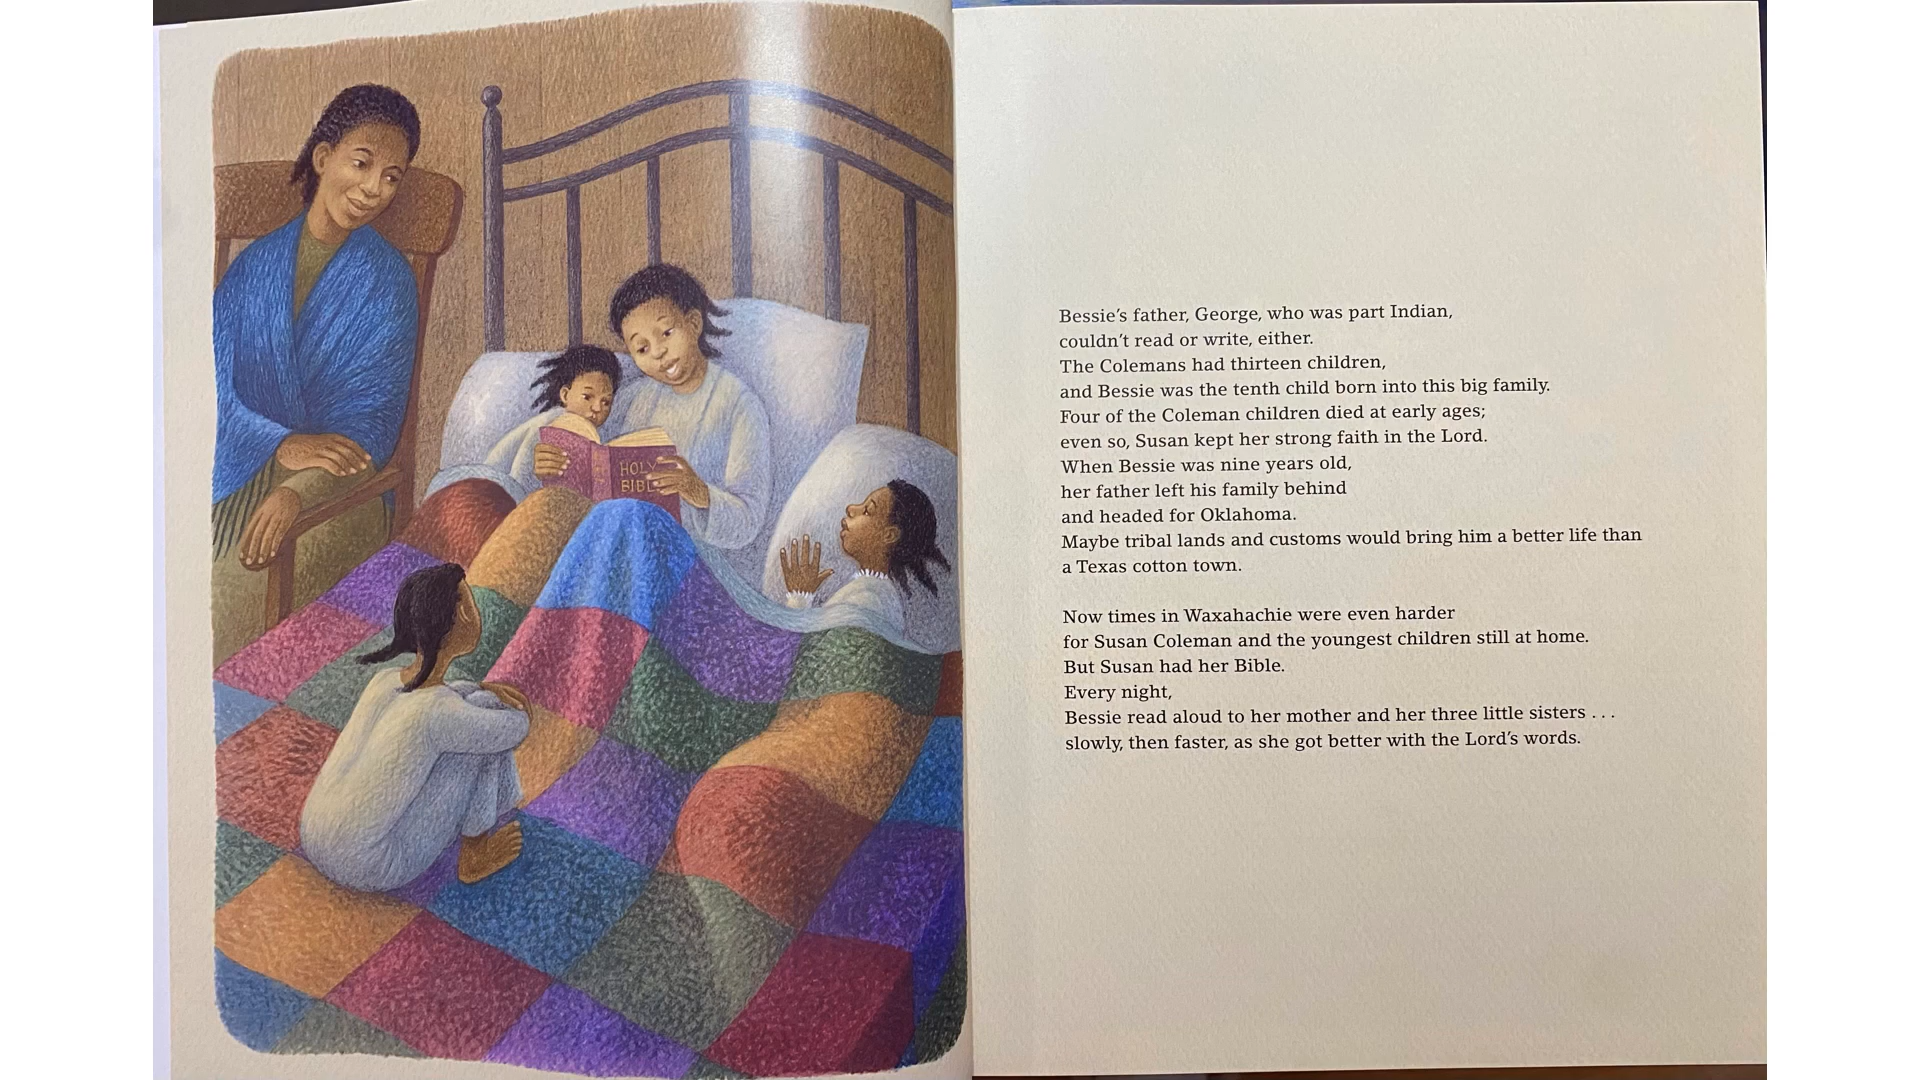 HOLY
BIBL
Bessie's father, George, who was part Indian,
couldn't read or write, either.
The Colemans had thirteen children,
and Bessie was the tenth child born into this big family.
Four of the Coleman children died at early ages;
even so, Susan kept her strong faith in the Lord.
When Bessie was nine years old,
her father left his family behind
and headed for Oklahoma.
Maybe tribal lands and customs would bring him a better life than
a Texas cotton town.
Now times in Waxahachie were even harder
for Susan Coleman and the youngest children still at home.
But Susan had her Bible.
Every night,
Bessie read aloud to her mother and her three little sisters . . .
slowly, then faster, as she got better with the Lord's words.